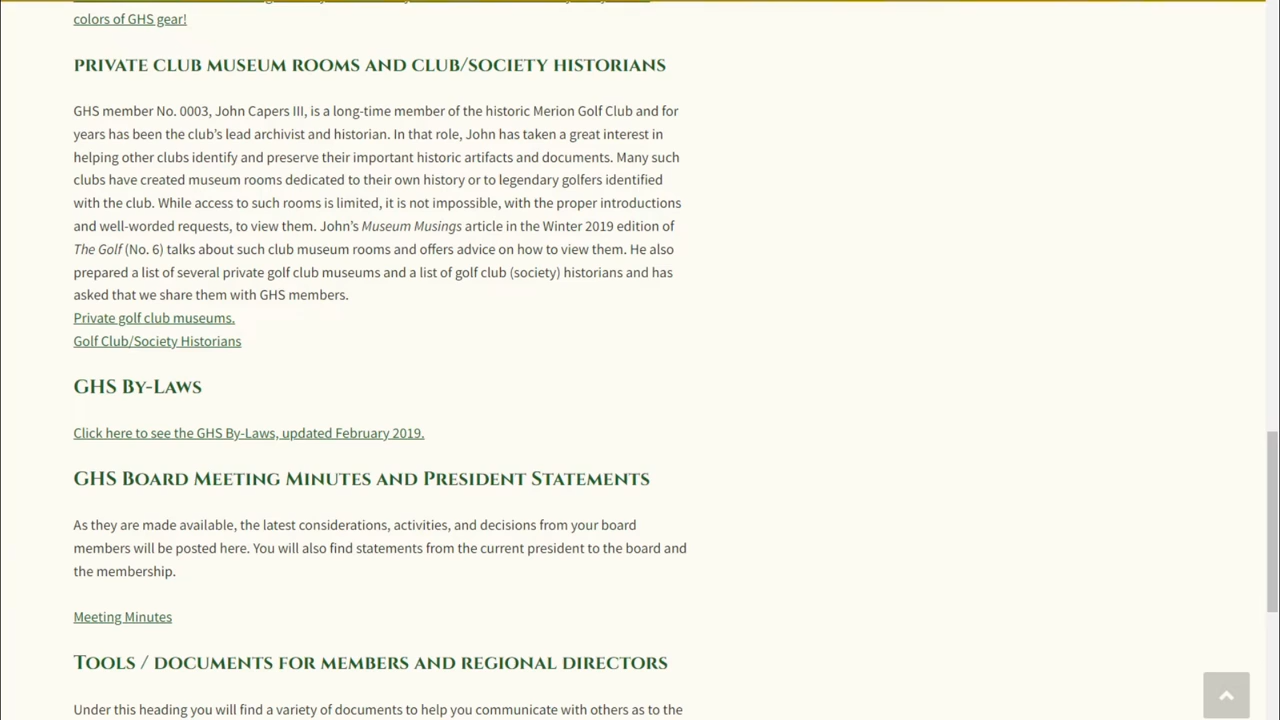 colors of GHS gear!
PRIVATE CLUB MUSEUM ROOMS AND CLUB/SOCIETY HISTORIANS
GHS member No. 0003, John Capers III, is a long-time member of the historic Merion Golf Club and for
years has been the club's lead archivist and historian. In that role, John has taken a great interest in
helping other clubs identify and preserve their important historic artifacts and documents. Many such
clubs have created museum rooms dedicated to their own history or to legendary golfers identified
with the club. While access to such rooms is limited, it is not impossible, with the proper introductions
and well-worded requests, to view them. John's Museum Musings article in the Winter 2019 edition of
The Golf (No. 6) talks about such club museum rooms and offers advice on how to view them. He also
prepared a list of several private golf club museums and a list of golf club (society) historians and has
asked that we share them with GHS members.
Private golf club museums.
Golf Club/Society Historians
GHS By-Laws
Click here to see the GHS By-Laws, updated February 2019.
GHS Board Meeting Minutes and President Statements
As they are made available, the latest considerations, activities, and decisions from your board
members will be posted here. You will also find statements from the current president to the board and
the membership.
Meeting Minutes
Tools / documents for members and regional directors
Under this heading you will find a variety of documents to help you communicate with others as to the